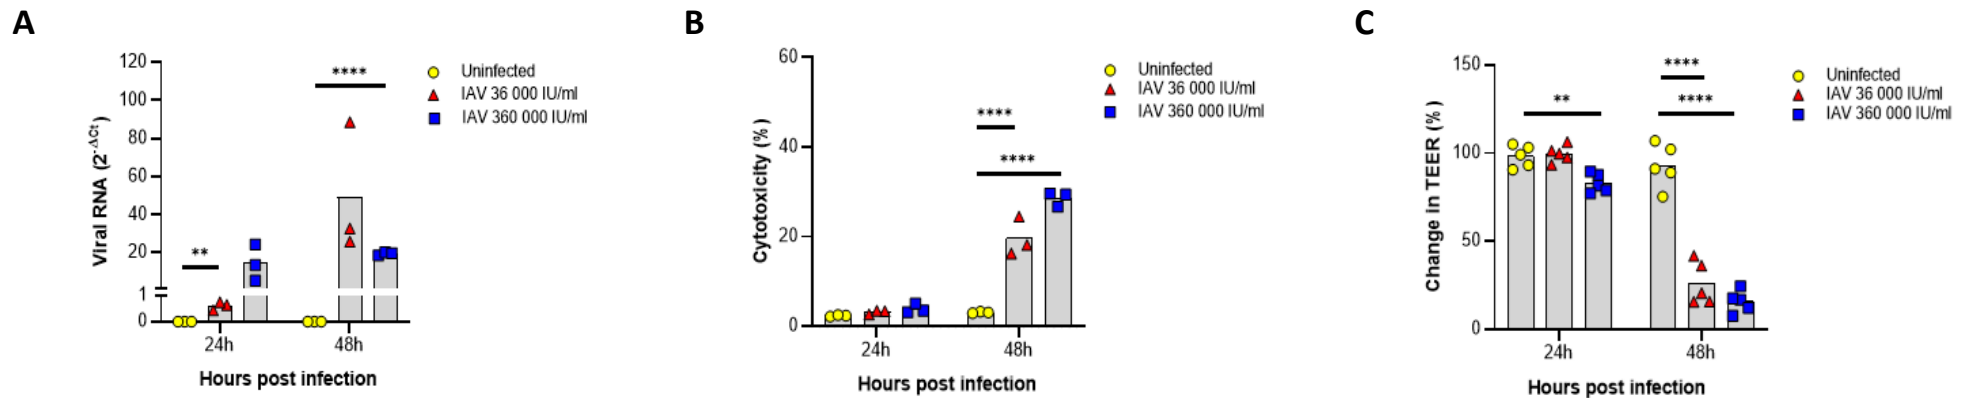 A
Viral RNA (2^-ΔCt)
120
100
80
60
40
20
1
0
**
****
24h
48h
Hours post infection
Uninfected
IAV 36 000 IU/ml
IAV 360 000 IU/ml
B
Cytotoxicity (%)
60
40
20
0
****
****
24h
48h
Hours post infection
Uninfected
IAV 36 000 IU/ml
IAV 360 000 IU/ml
C
Change in TEER (%)
150
100
50
0
**
****
****
24h
48h
Hours post infection
Uninfected
IAV 36 000 IU/ml
IAV 360 000 IU/ml